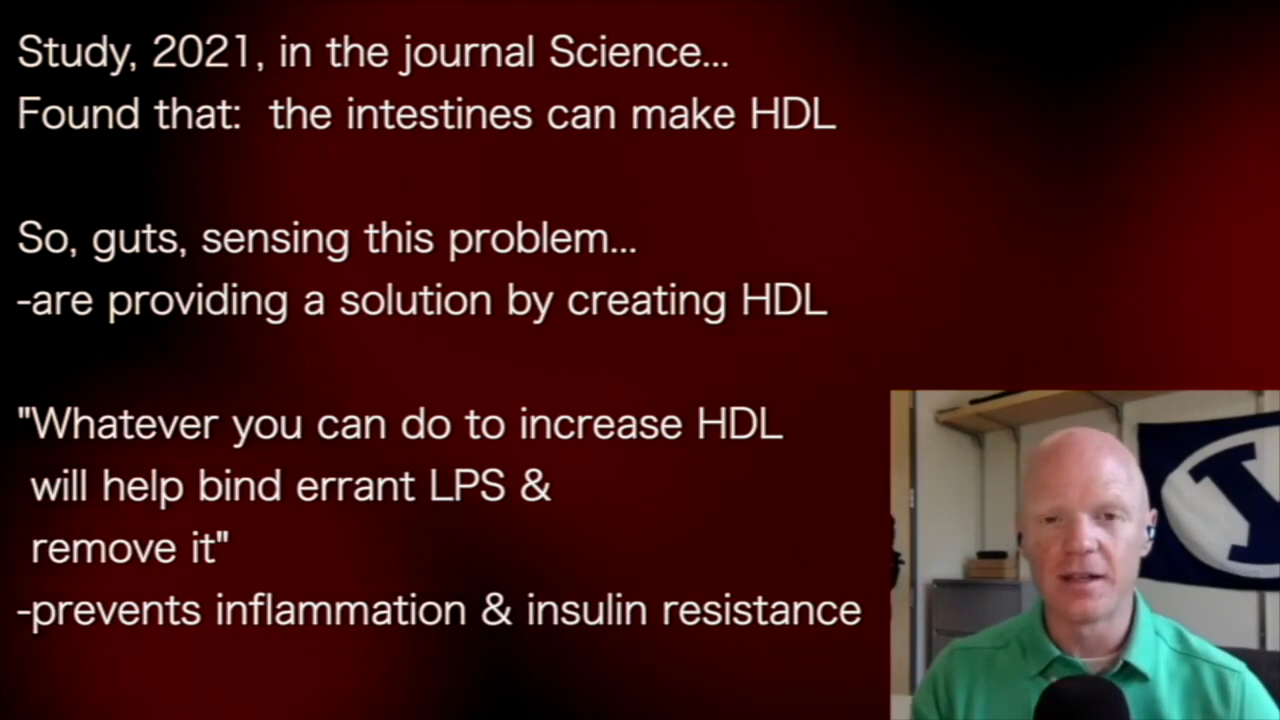 Study, 2021, in the journal Science...
Found that:  the intestines can make HDL
So, guts, sensing this problem...
-are providing a solution by creating HDL
"Whatever you can do to increase HDL
will help bind errant LPS &
remove it"
-prevents inflammation & insulin resistance